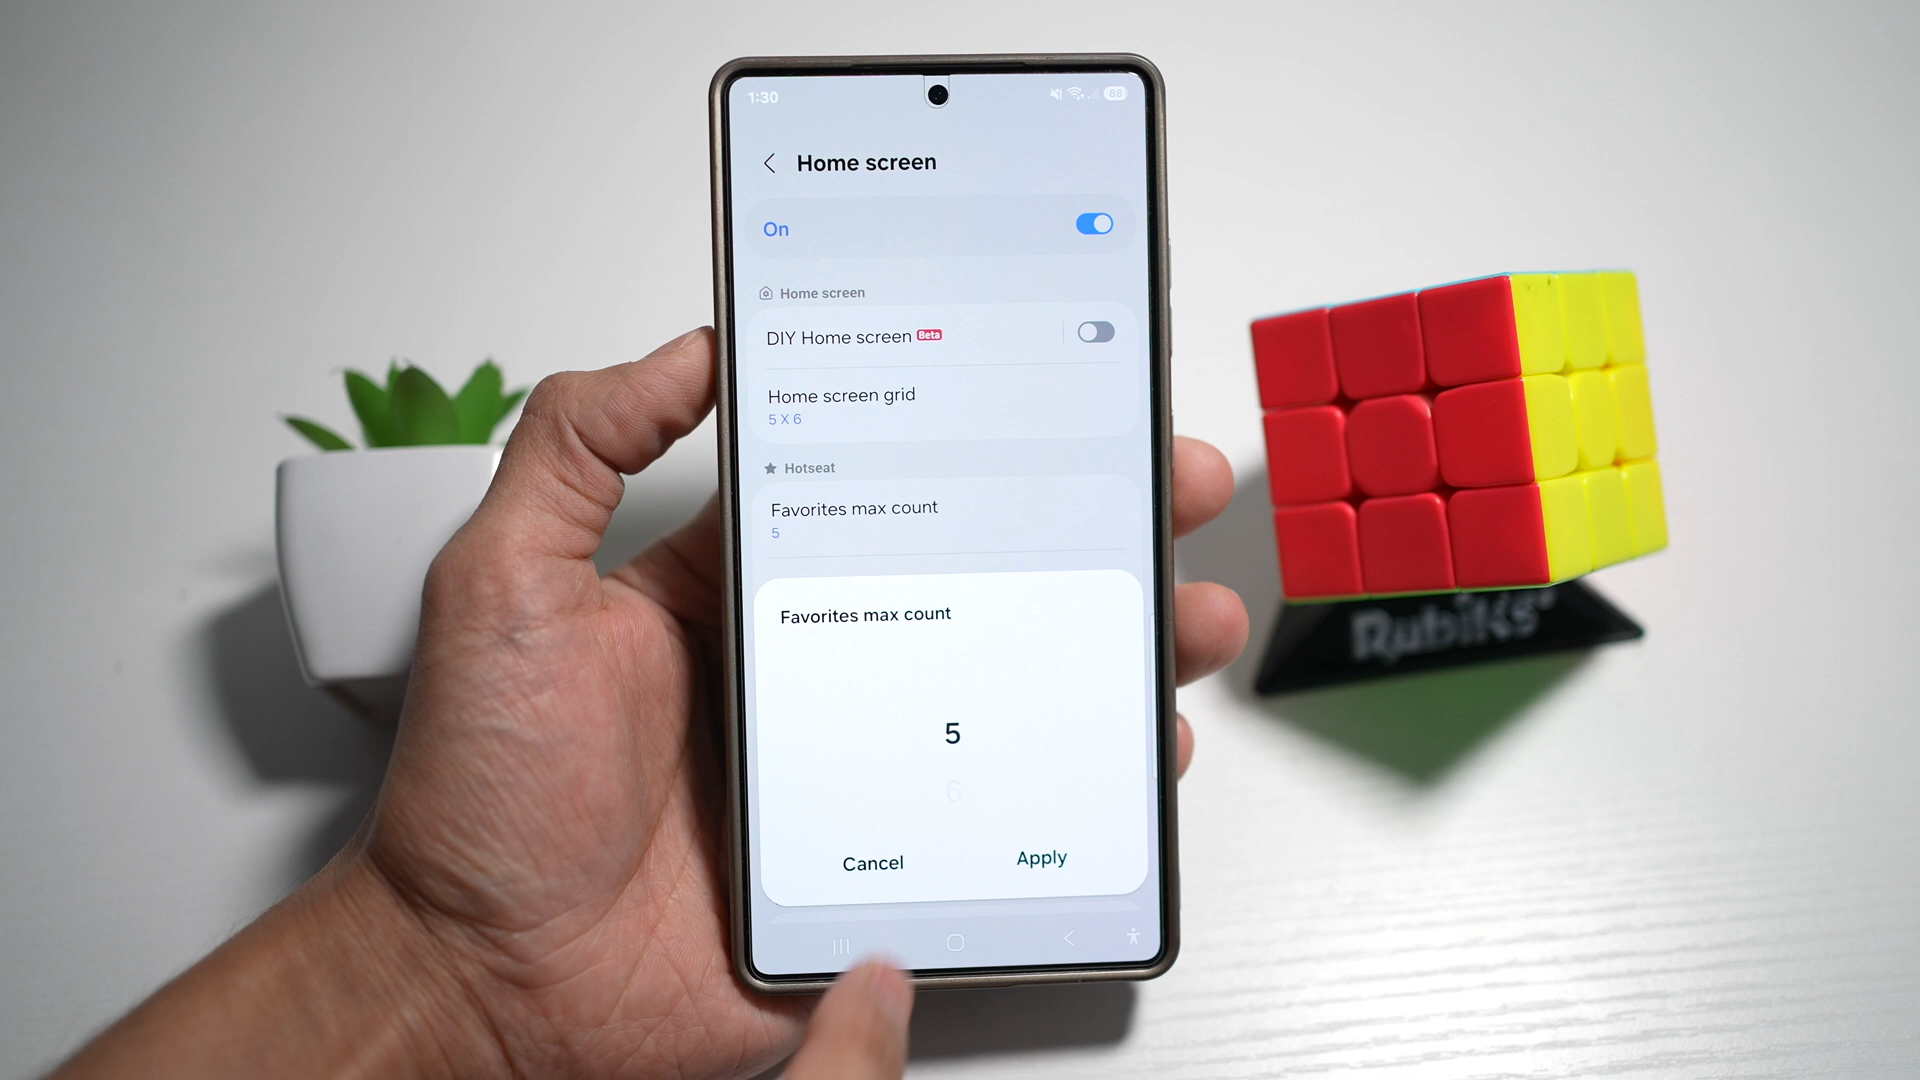 1:30
88
Home screen
On
Home screen
DIY Home screen Beta
Home screen grid
5 X 6
Hotseat
Favorites max count
5
Favorites max count
5
6
Cancel
Apply
Rubik's